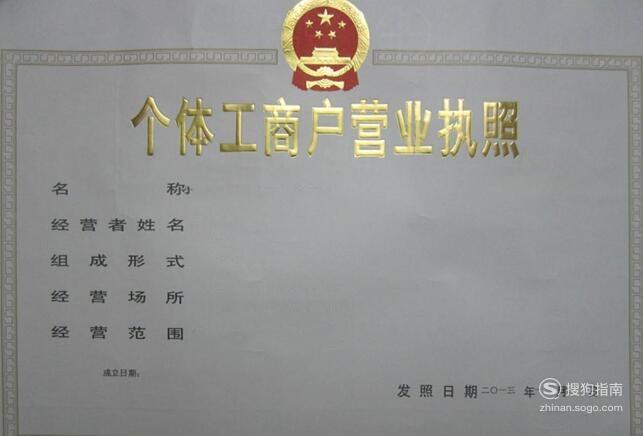 个体工商户营业执照
名 称
经营者姓名
组成形式
经营场所
经营范围
成立日期:
发照日期二〇一三年 月
搜狗指南
zhinan.sogo.com